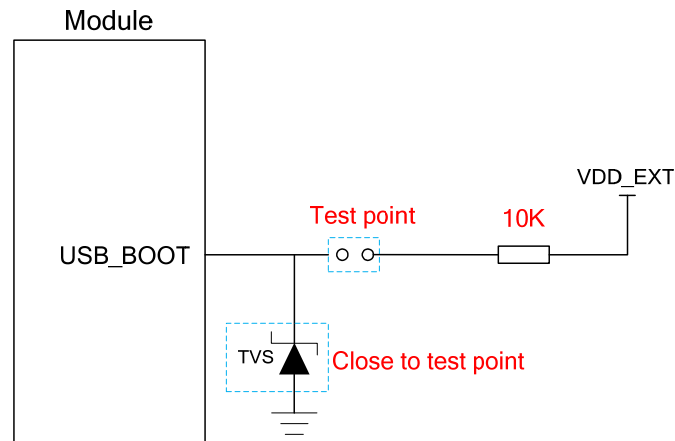 Module
VDD_EXT
Test point
10K
USB_BOOT
TVS
Close to test point